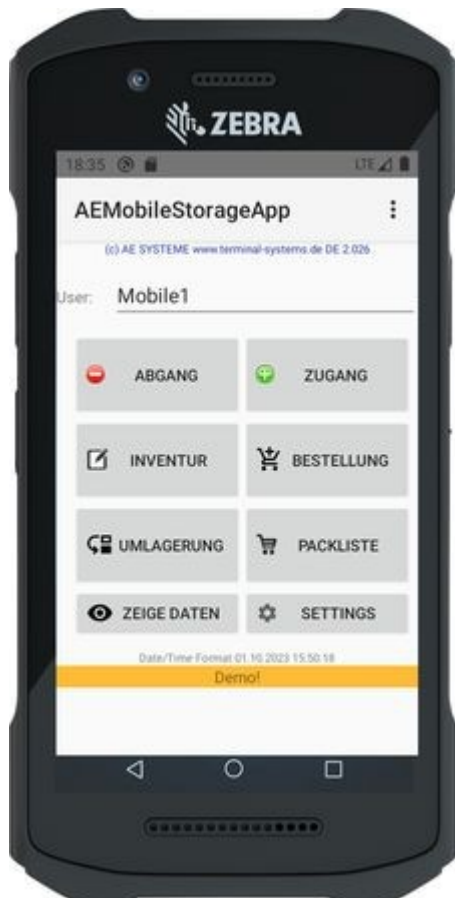 ZEBRA
18:35 LTE
AEMobileStorageApp
(c) AE SYSTEME www.terminal-systems.de DE 2.026
User: Mobile1
ABGANG ZUGANG
INVENTUR BESTELLUNG
UMLAGERUNG PACKLISTE
ZEIGE DATEN SETTINGS
Date/Time Format 01.10.2023 15:50:18
Demo!